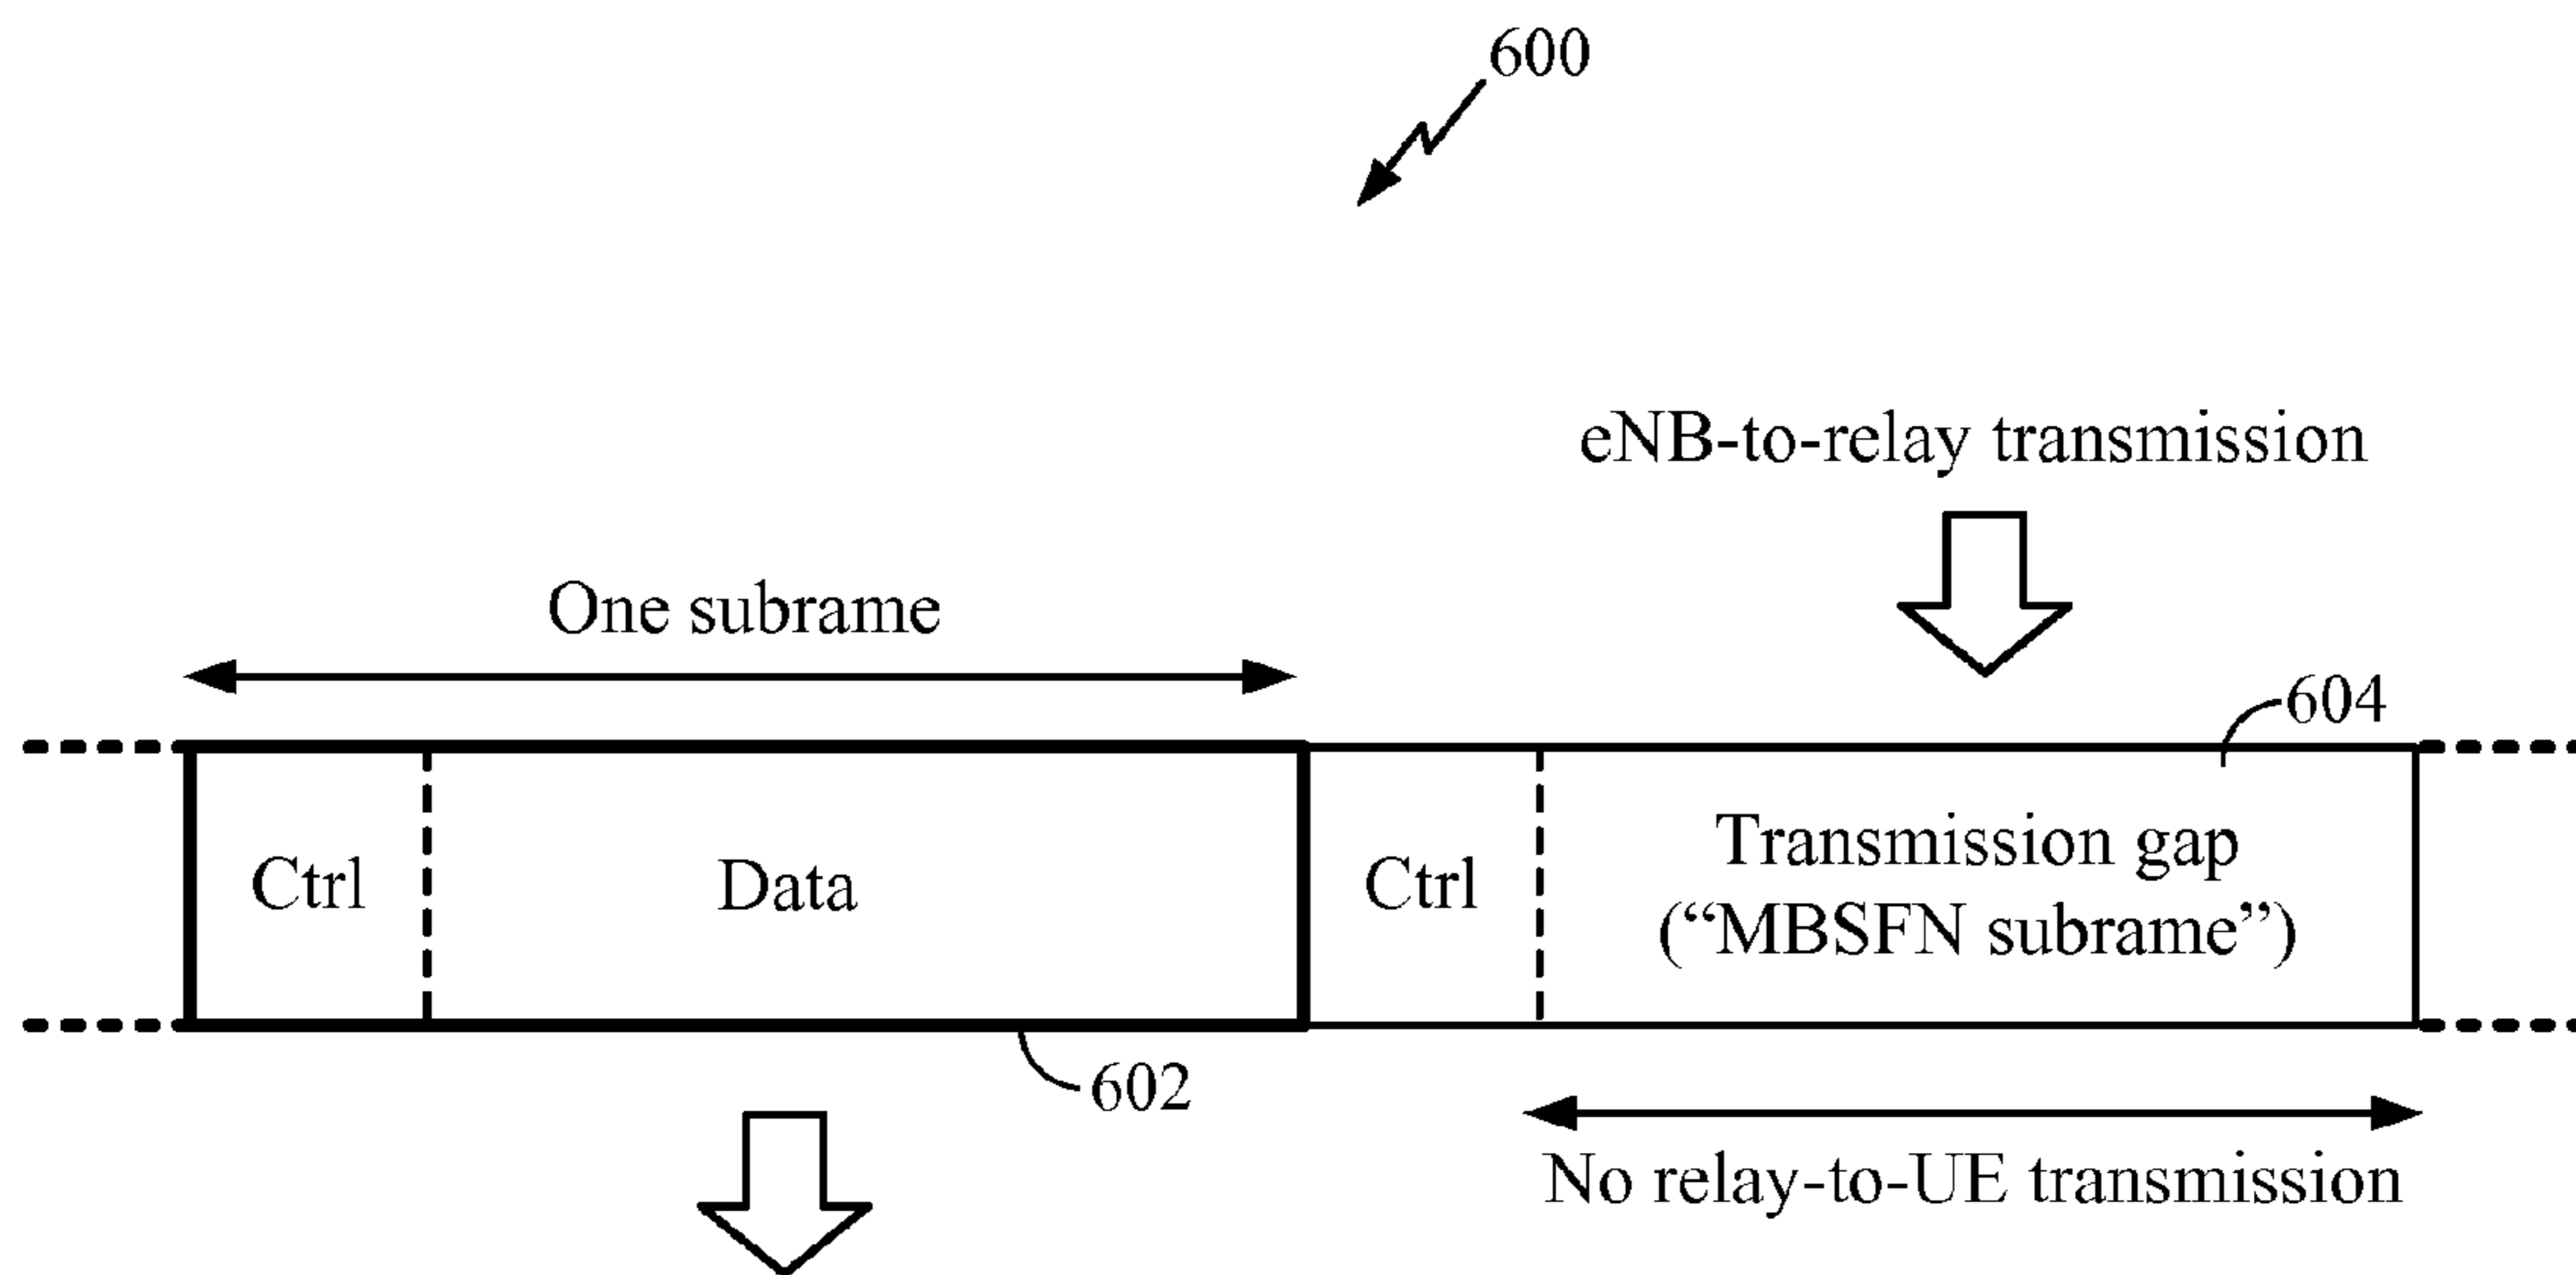 600
eNB-to-relay transmission
One subrame
604
Ctrl
Data
Ctrl
Transmission gap
(“MBSFN subrame”)
602
No relay-to-UE transmission